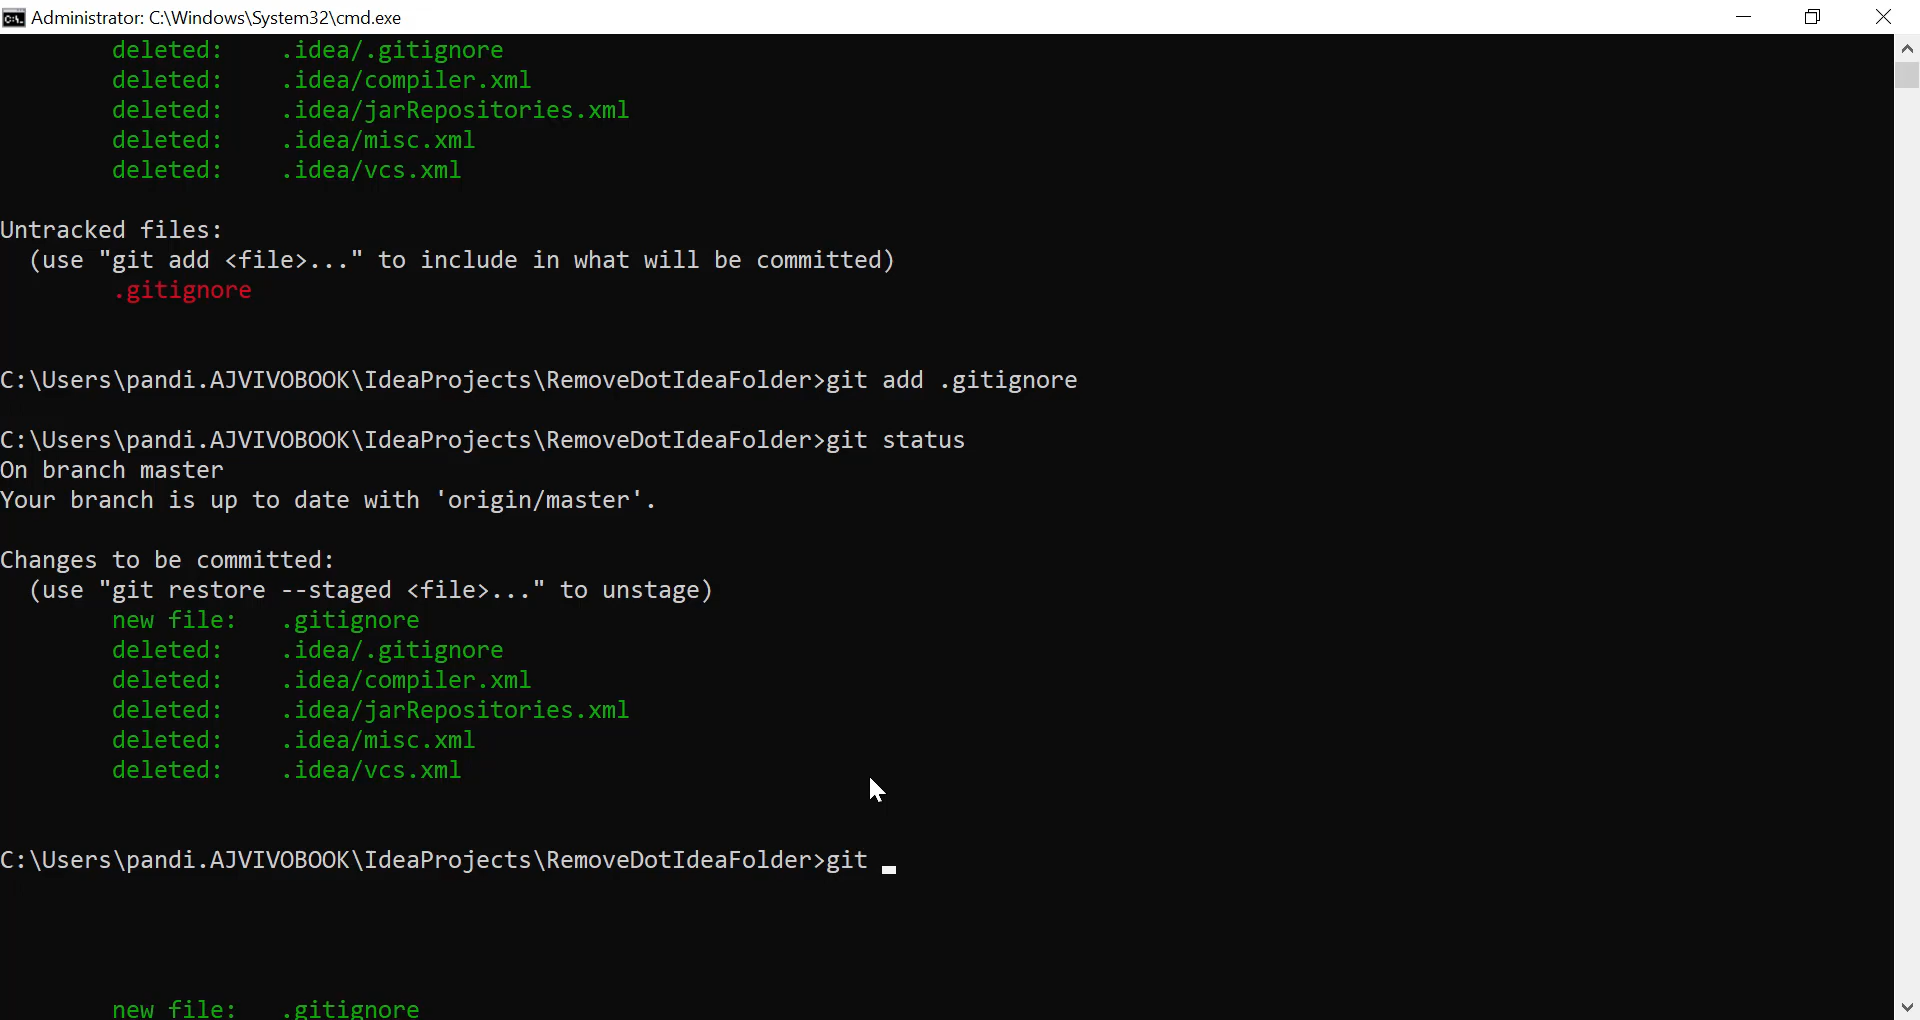 Administrator: C:\Windows\System32\cmd.exe
deleted: .idea/.gitignore
deleted: .idea/compiler.xml
deleted: .idea/jarRepositories.xml
deleted: .idea/misc.xml
deleted: .idea/vcs.xml
Untracked files:
(use "git add <file>..." to include in what will be committed)
.gitignore
C:\Users\pandi.AJVIVOBOOK\IdeaProjects\RemoveDotIdeaFolder>git add .gitignore
C:\Users\pandi.AJVIVOBOOK\IdeaProjects\RemoveDotIdeaFolder>git status
On branch master
Your branch is up to date with 'origin/master'.
Changes to be committed:
(use "git restore --staged <file>..." to unstage)
new file: .gitignore
deleted: .idea/.gitignore
deleted: .idea/compiler.xml
deleted: .idea/jarRepositories.xml
deleted: .idea/misc.xml
deleted: .idea/vcs.xml
C:\Users\pandi.AJVIVOBOOK\IdeaProjects\RemoveDotIdeaFolder>git
new file: .gitignore